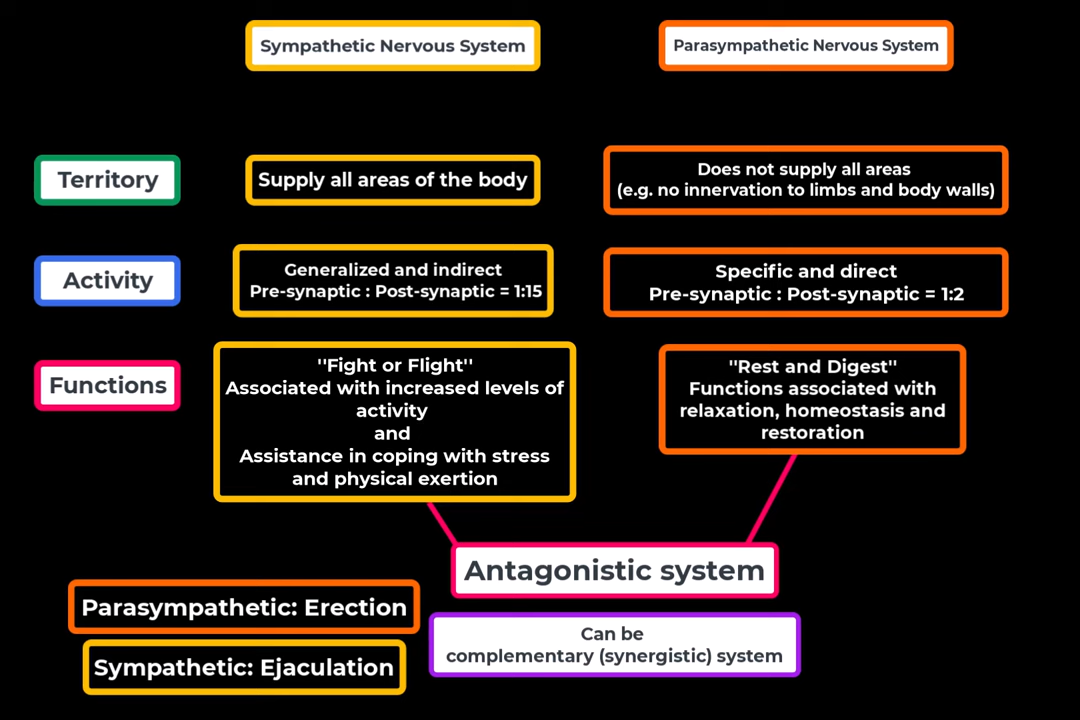 Sympathetic Nervous System
Parasympathetic Nervous System
Territory
Supply all areas of the body
Does not supply all areas
(e.g. no innervation to limbs and body walls)
Activity
Generalized and indirect
Pre-synaptic : Post-synaptic = 1:15
Specific and direct
Pre-synaptic : Post-synaptic = 1:2
Functions
"Fight or Flight"
Associated with increased levels of
activity
and
Assistance in coping with stress
and physical exertion
"Rest and Digest"
Functions associated with
relaxation, homeostasis and
restoration
Antagonistic system
Parasympathetic: Erection
Sympathetic: Ejaculation
Can be
complementary (synergistic) system